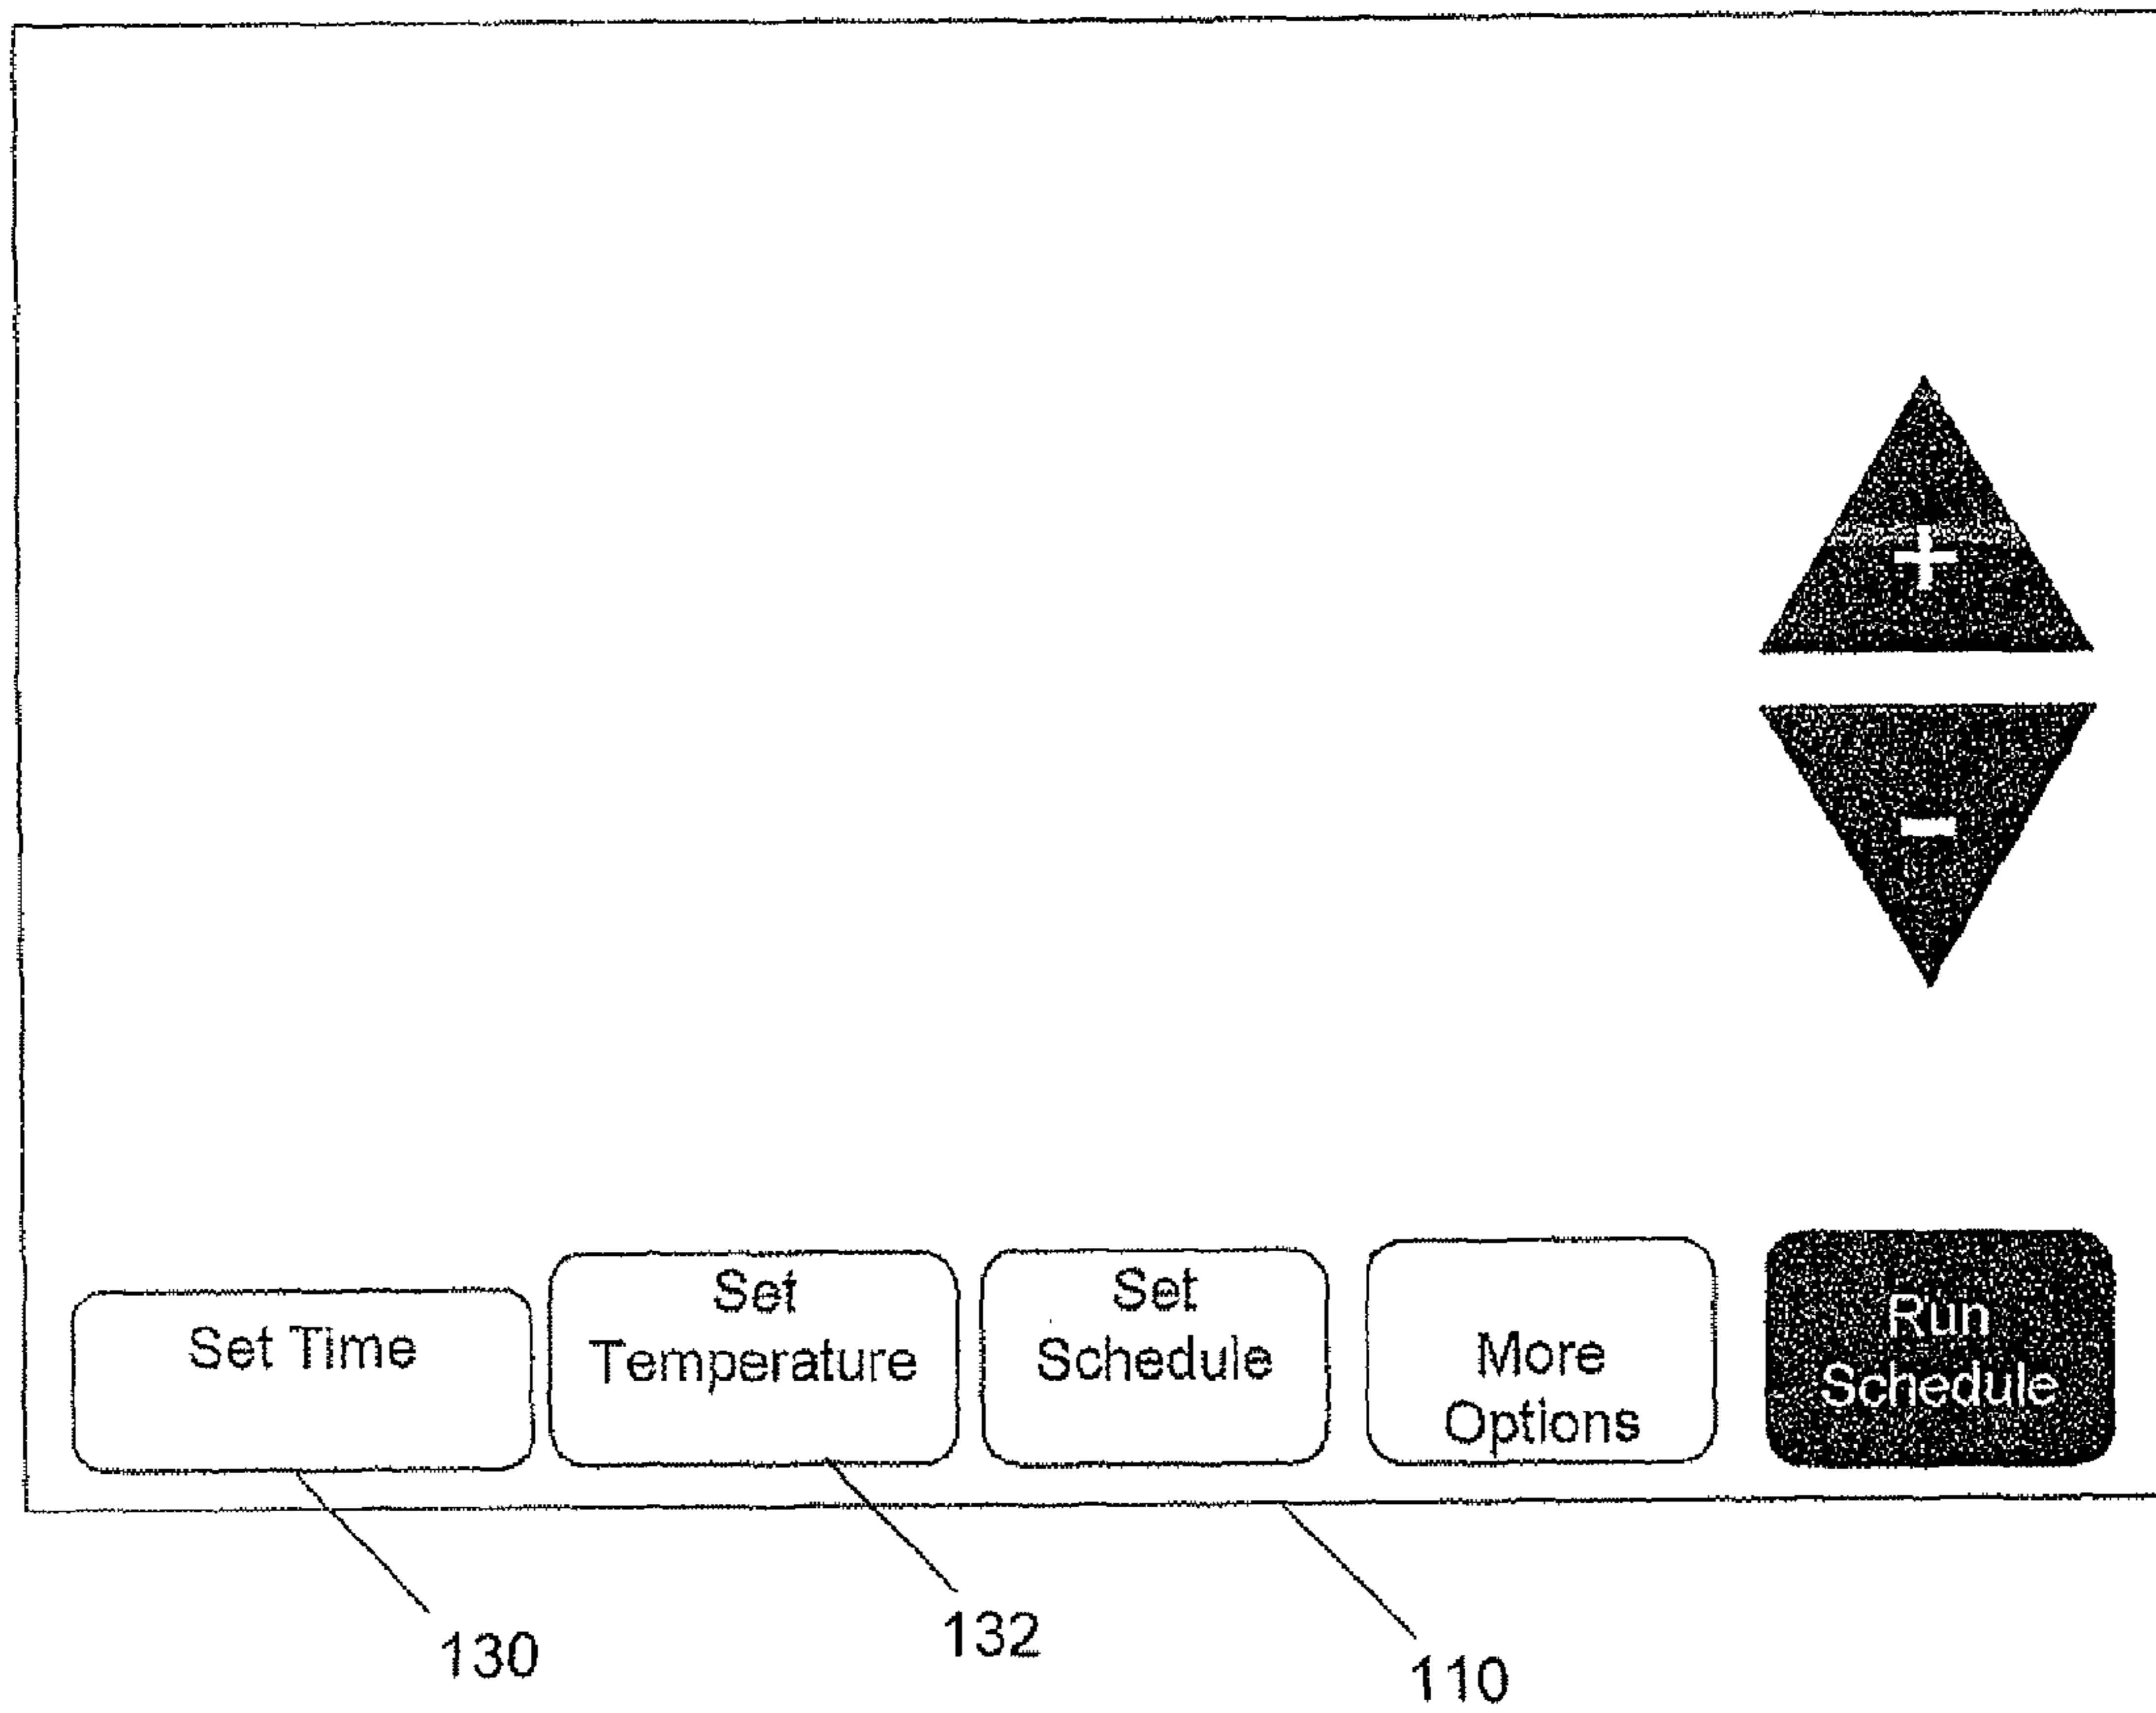 +
-
Set Time
Set
Temperature
Set
Schedule
More
Options
Run
Schedule
130
132
110